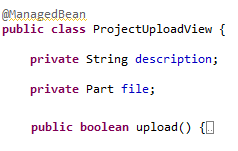 @ManagedBean
public class ProjectUploadView {
private String description;
private Part file;
public boolean upload() {